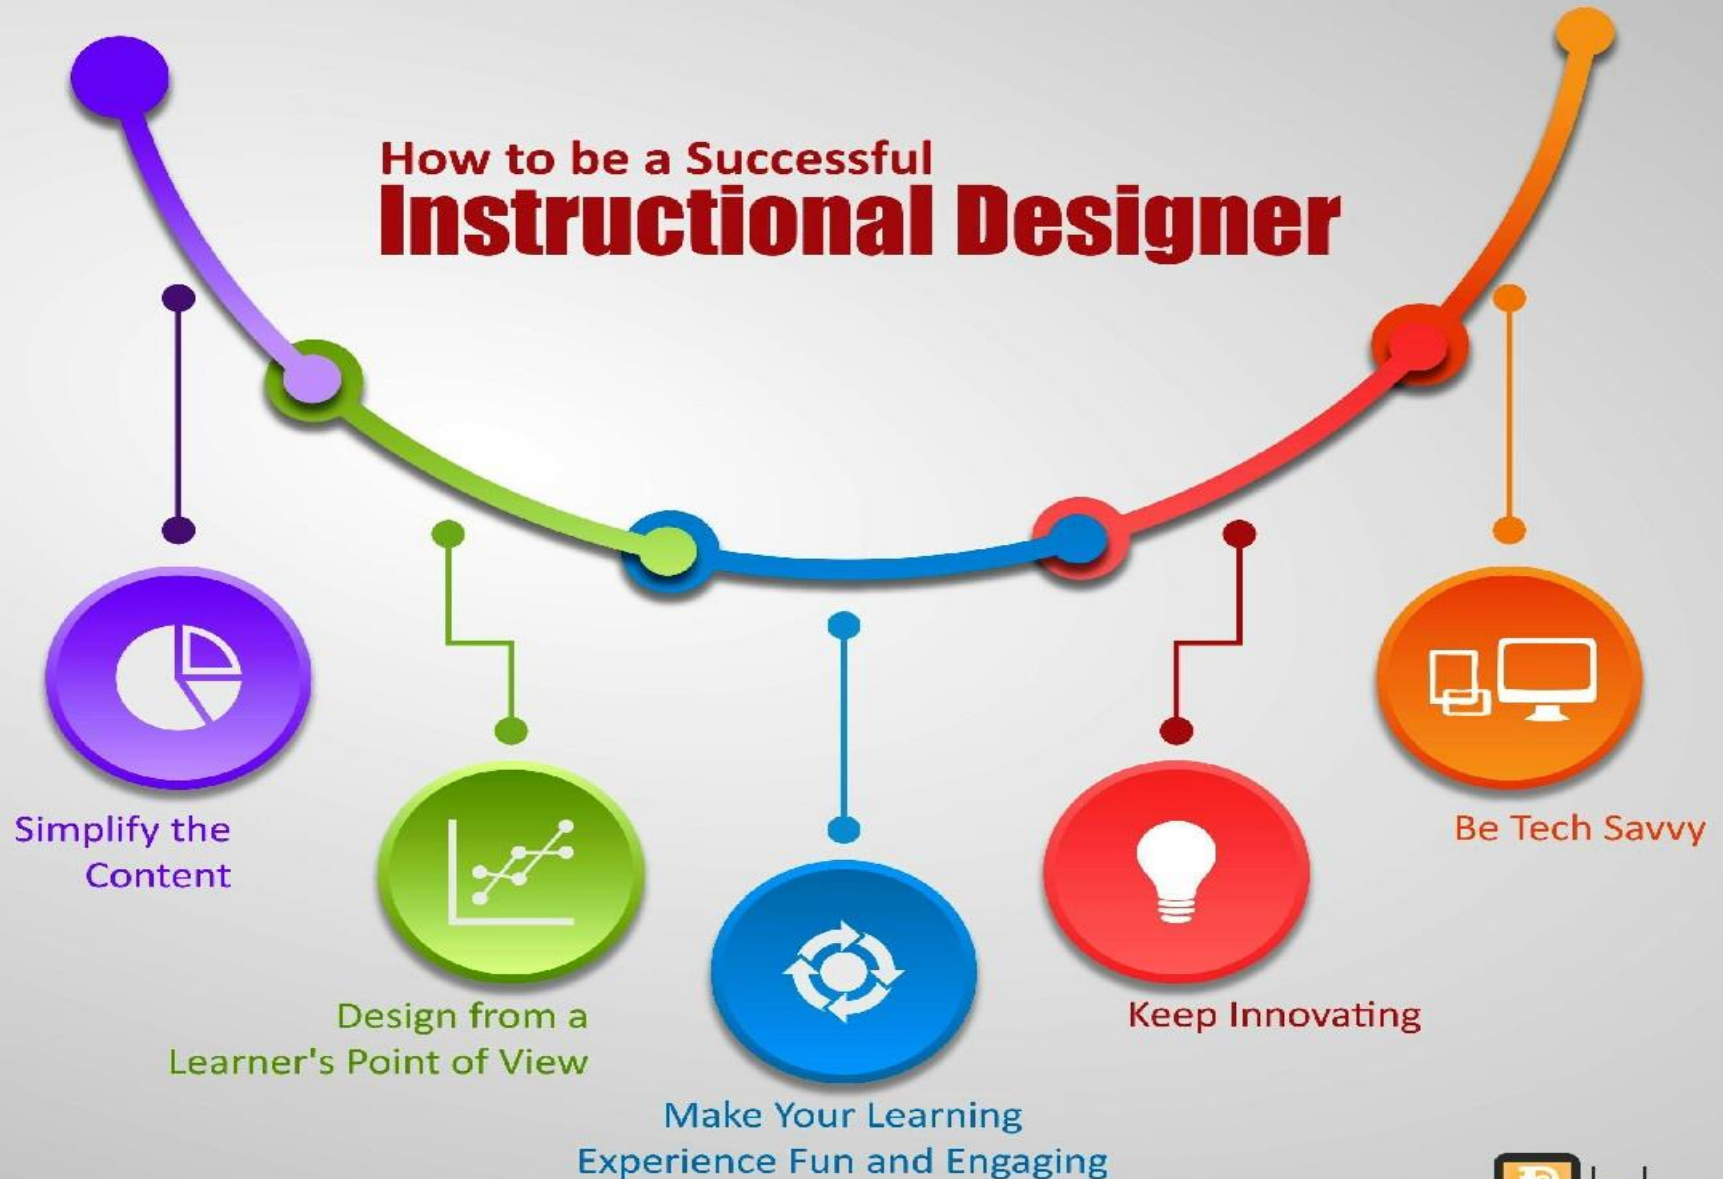 How to be a Successful
Instructional Designer
Simplify the
Content
Design from a
Learner's Point of View
Make Your Learning
Experience Fun and Engaging
Keep Innovating
Be Tech Savvy